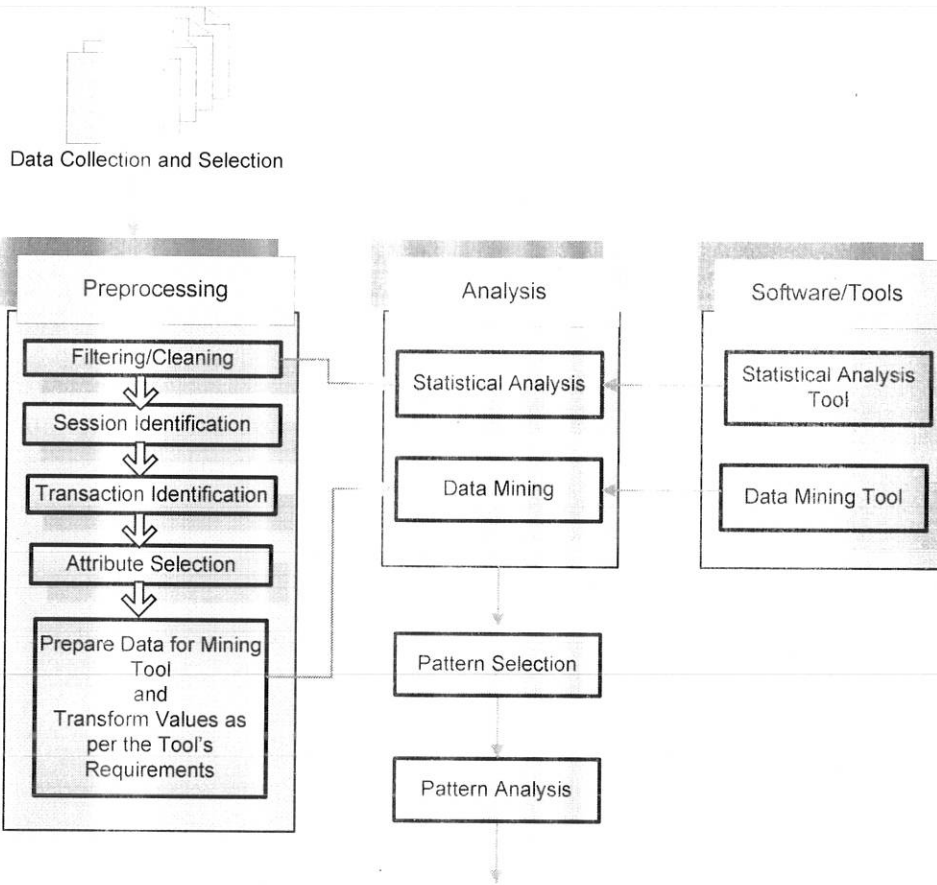 Data Collection and Selection
Preprocessing
Filtering/Cleaning
Session Identification
Transaction Identification
Attribute Selection
Prepare Data for Mining
Tool
and
Transform Values as
per the Tool's
Requirements
Analysis
Statistical Analysis
Data Mining
Pattern Selection
Pattern Analysis
Software/Tools
Statistical Analysis
Tool
Data Mining Tool